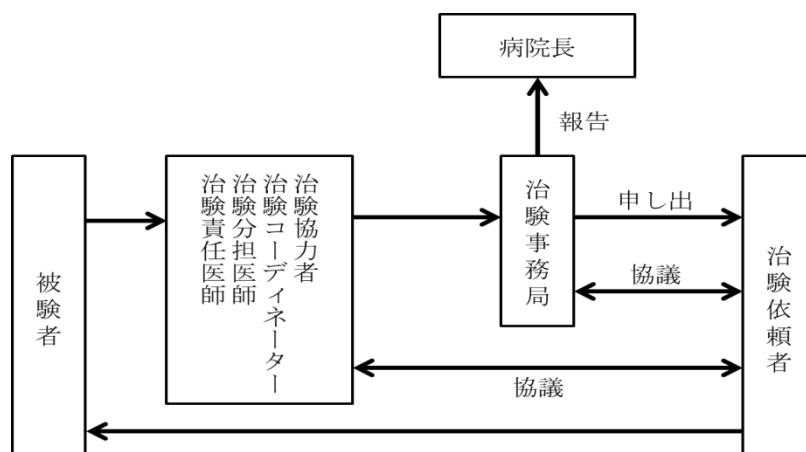 病院長
報告
被験者
治験協力者
治験コーディネーター
治験分担医師
治験責任医師
治験事務局
申し出
協議
協議
治験依頼者